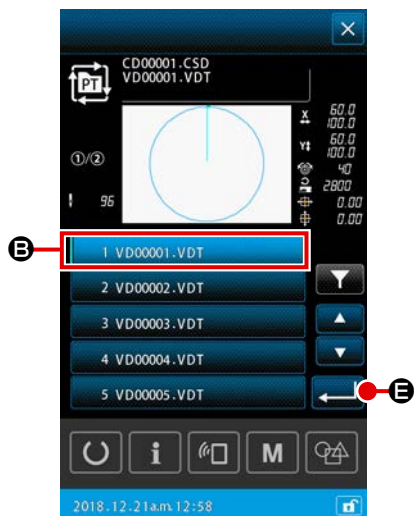 CD00001.CSD
VD00001.VDT
PT
①/②
96
X 60.0
100.0
Y 60.0
100.0
40
2800
0.00
0.00
B
1 VD00001.VDT
2 VD00002.VDT
3 VD00003.VDT
4 VD00004.VDT
5 VD00005.VDT
E
i
M
2018.12.21a.m.12:58